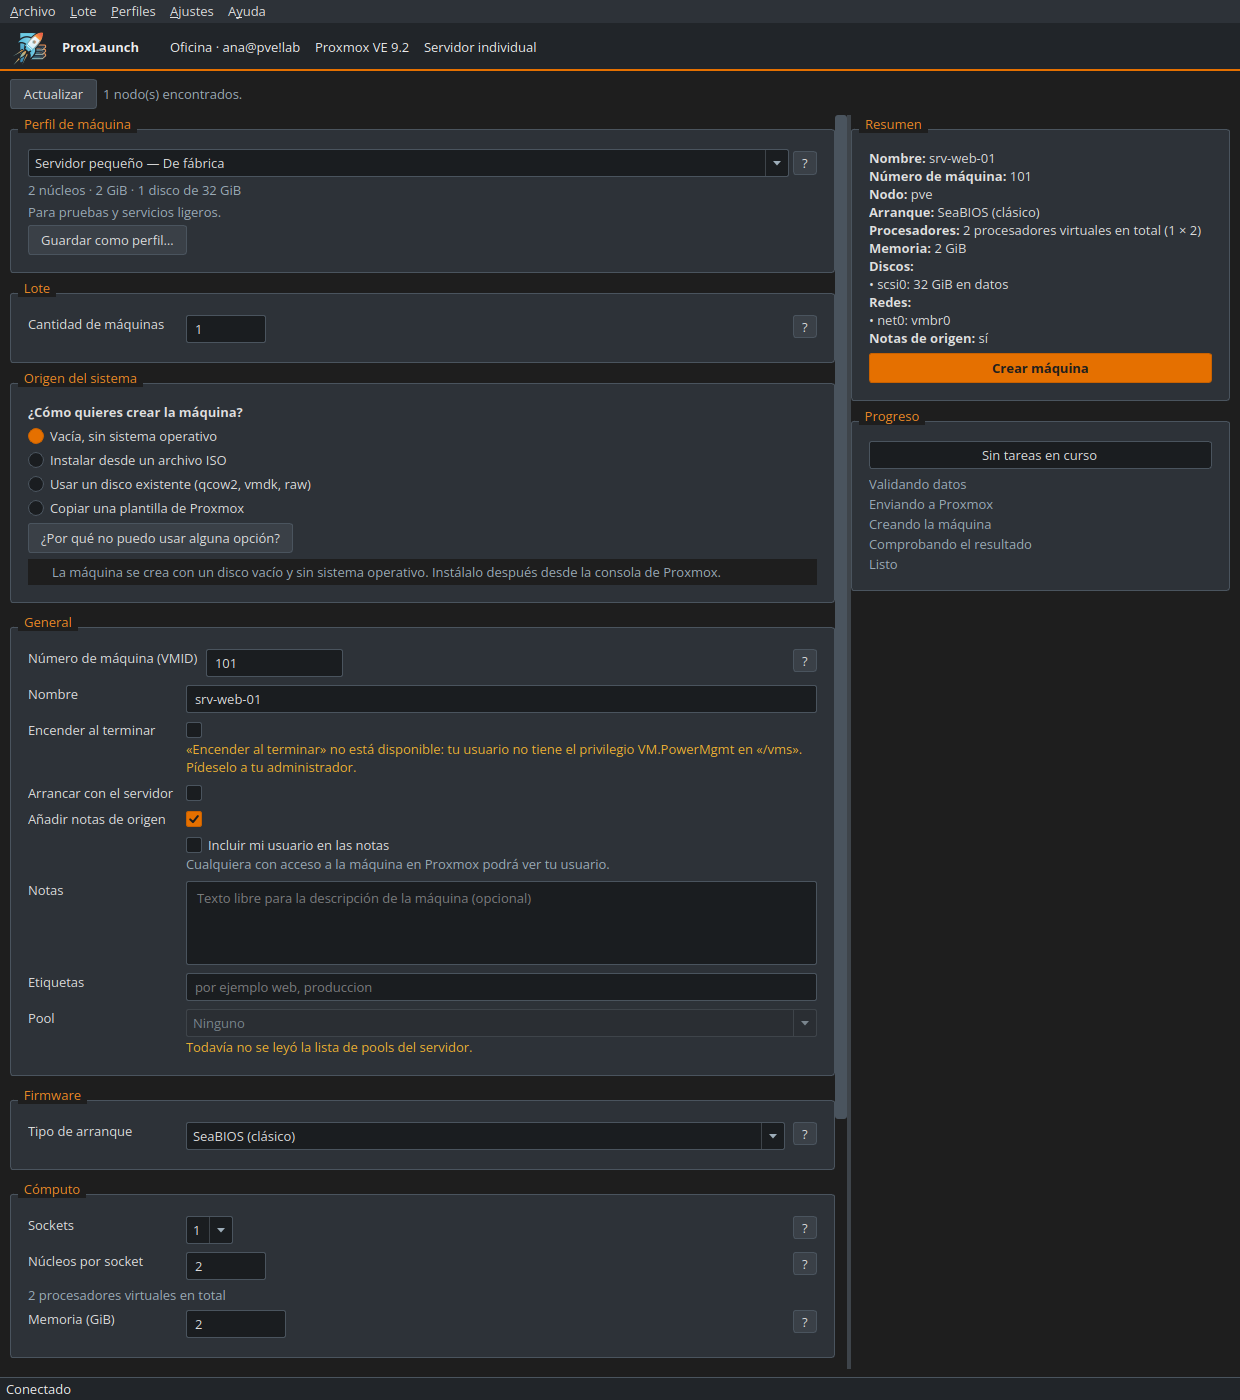 Archivo Lote Perfiles Ajustes Ayuda
ProxLaunch Oficina · ana@pve!lab Proxmox VE 9.2 Servidor individual
Actualizar 1 nodo(s) encontrados.
Perfil de máquina
Servidor pequeño — De fábrica ?
2 núcleos · 2 GiB · 1 disco de 32 GiB
Para pruebas y servicios ligeros.
Guardar como perfil...
Lote
Cantidad de máquinas 1 ?
Origen del sistema
¿Cómo quieres crear la máquina?
Vacía, sin sistema operativo
Instalar desde un archivo ISO
Usar un disco existente (qcow2, vmdk, raw)
Copiar una plantilla de Proxmox
¿Por qué no puedo usar alguna opción?
La máquina se crea con un disco vacío y sin sistema operativo. Instálalo después desde la consola de Proxmox.
General
Número de máquina (VMID) 101 ?
Nombre srv-web-01
Encender al terminar
«Encender al terminar» no está disponible: tu usuario no tiene el privilegio VM.PowerMgmt en «/vms».
Pídeselo a tu administrador.
Arrancar con el servidor
Añadir notas de origen
Incluir mi usuario en las notas
Cualquiera con acceso a la máquina en Proxmox podrá ver tu usuario.
Notas Texto libre para la descripción de la máquina (opcional)
Etiquetas por ejemplo web, produccion
Pool Ninguno
Todavía no se leyó la lista de pools del servidor.
Firmware
Tipo de arranque SeaBIOS (clásico) ?
Cómputo
Sockets 1 ?
Núcleos por socket 2 ?
2 procesadores virtuales en total
Memoria (GiB) 2 ?
Resumen
Nombre: srv-web-01
Número de máquina: 101
Nodo: pve
Arranque: SeaBIOS (clásico)
Procesadores: 2 procesadores virtuales en total (1 × 2)
Memoria: 2 GiB
Discos:
• scsi0: 32 GiB en datos
Redes:
• net0: vmbr0
Notas de origen: sí
Crear máquina
Progreso
Sin tareas en curso
Validando datos
Enviando a Proxmox
Creando la máquina
Comprobando el resultado
Listo
Conectado